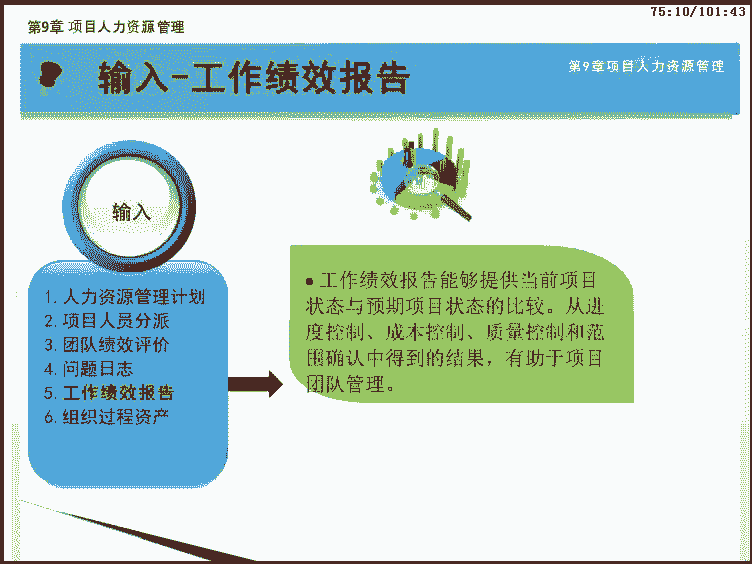 75:10/101:43
第9章 项目人力资源管理
输入-工作绩效报告
第9章项目人力资源管理
输入
1. 人力资源管理计划
2. 项目人员分派
3. 团队绩效评价
4. 问题日志
5. 工作绩效报告
6. 组织过程资产
● 工作绩效报告能够提供当前项目
状态与预期项目状态的比较。从进
度控制、成本控制、质量控制和范
围确认中得到的结果，有助于项目
团队管理。